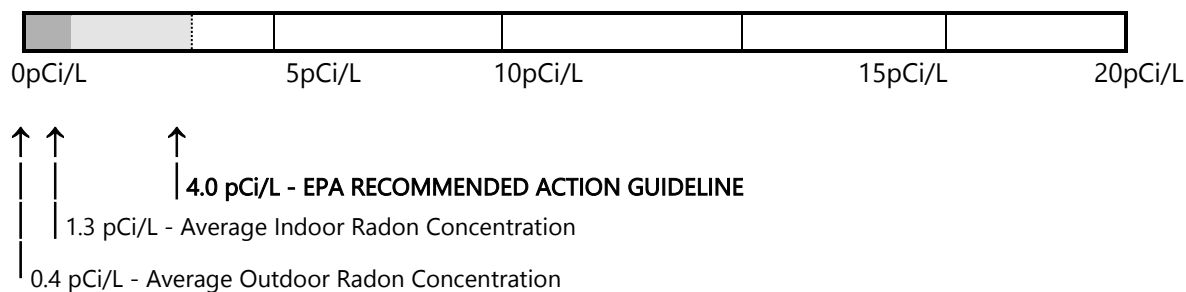 0pCi/L 5pCi/L 10pCi/L 15pCi/L 20pCi/L
4.0 pCi/L - EPA RECOMMENDED ACTION GUIDELINE
1.3 pCi/L - Average Indoor Radon Concentration
0.4 pCi/L - Average Outdoor Radon Concentration